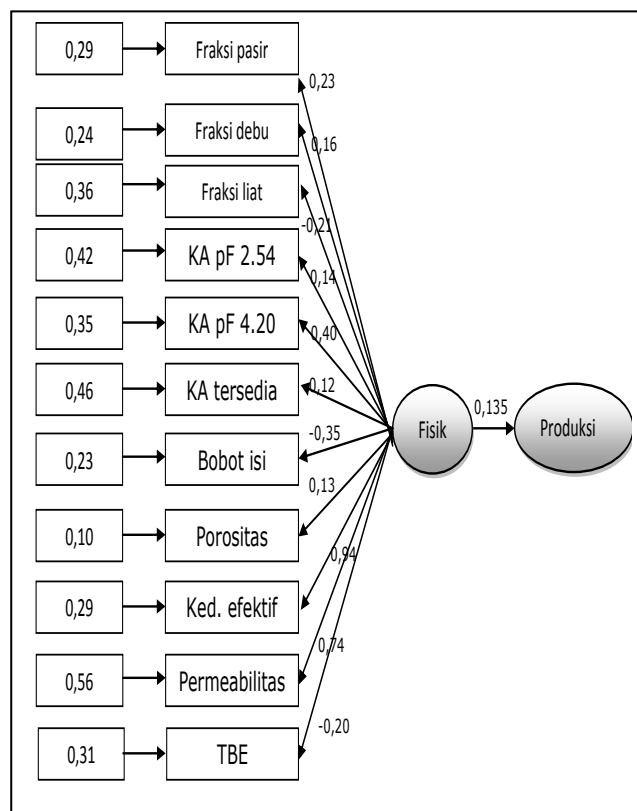 0,29
Fraksi pasir
0,23
0,24
Fraksi debu
0,16
0,36
Fraksi liat
-0,21
0,42
KA pF 2.54
0,14
0,35
KA pF 4.20
0,40
0,46
KA tersedia
0,12
Fisik
0,135
Produksi
0,23
Bobot isi
-0,35
0,13
0,10
Porositas
0,94
0,29
Ked. efektif
0,74
0,56
Permeabilitas
-0,20
0,31
TBE